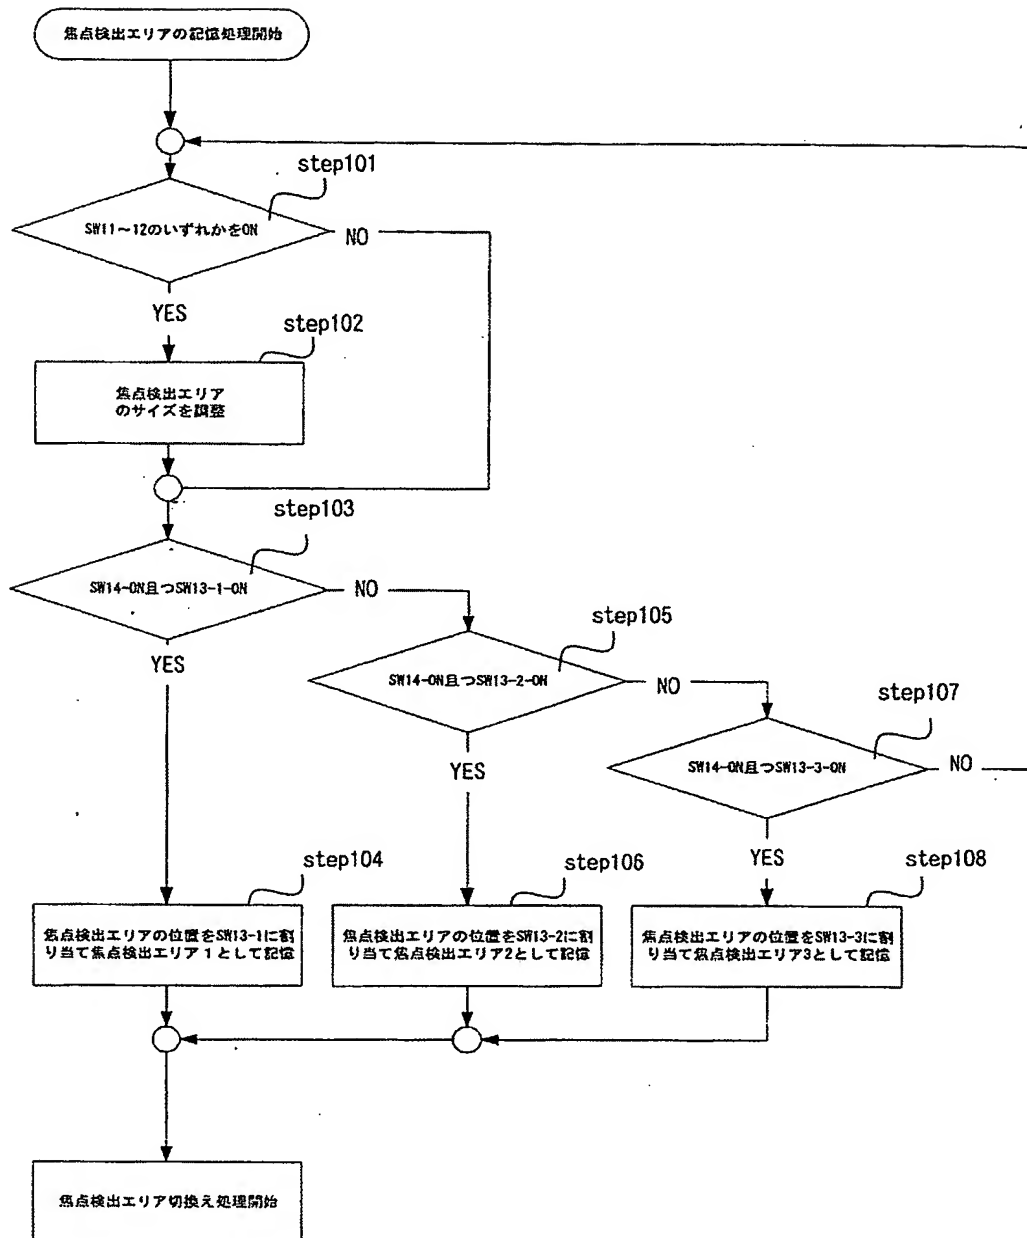 焦点検出エリアの記憶処理開始
step101
SW11～12のいずれかをON
NO
YES
step102
焦点検出エリア
のサイズを調整
step103
SW14-ON且つSW13-1-ON
NO
YES
step105
SW14-ON且つSW13-2-ON
NO
YES
step107
SW14-ON且つSW13-3-ON
NO
YES
step104
焦点検出エリアの位置をSW13-1に割
り当て焦点検出エリア1として記憶
step106
焦点検出エリアの位置をSW13-2に割
り当て焦点検出エリア2として記憶
step108
焦点検出エリアの位置をSW13-3に割
り当て焦点検出エリア3として記憶
焦点検出エリア切換え処理開始